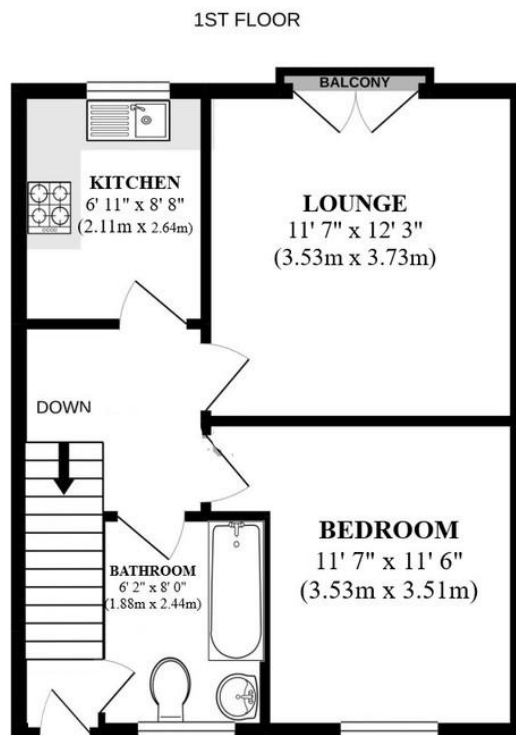 1ST FLOOR
BALCONY
KITCHEN
6' 11" x 8' 8"
(2.11m x 2.64m)
LOUNGE
11' 7" x 12' 3"
(3.53m x 3.73m)
DOWN
BEDROOM
11' 7" x 11' 6"
(3.53m x 3.51m)
BATHROOM
6' 2" x 8' 0"
(1.88m x 2.44m)